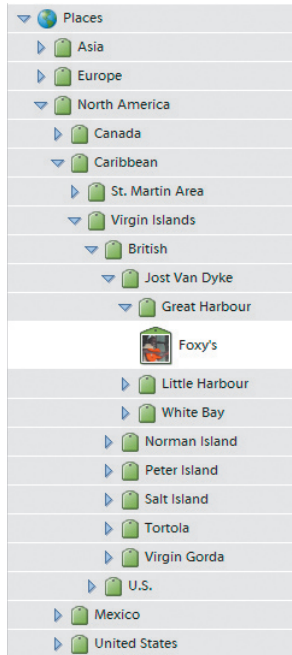 Places
Asia
Europe
North America
Canada
Caribbean
St. Martin Area
Virgin Islands
British
Jost Van Dyke
Great Harbour
Foxy's
Little Harbour
White Bay
Norman Island
Peter Island
Salt Island
Tortola
Virgin Gorda
U.S.
Mexico
United States